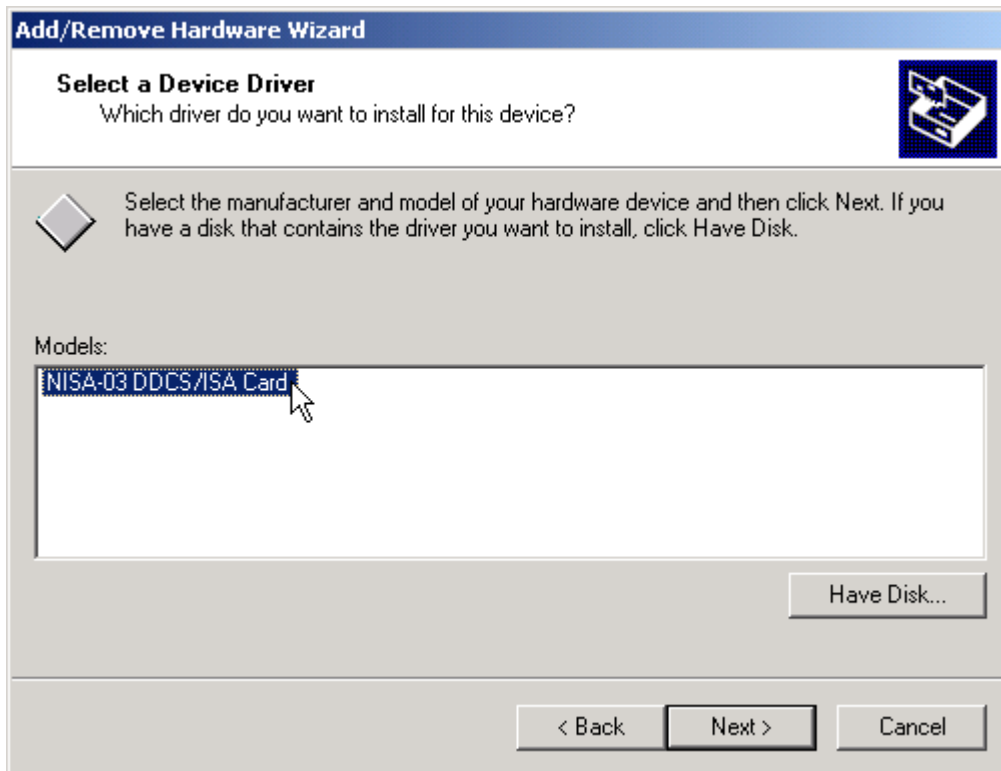 Add/Remove Hardware Wizard
Select a Device Driver
Which driver do you want to install for this device?
Select the manufacturer and model of your hardware device and then click Next. If you
have a disk that contains the driver you want to install, click Have Disk.
Models:
NISA-03 DDCS/ISA Card
Have Disk...
< Back
Next >
Cancel